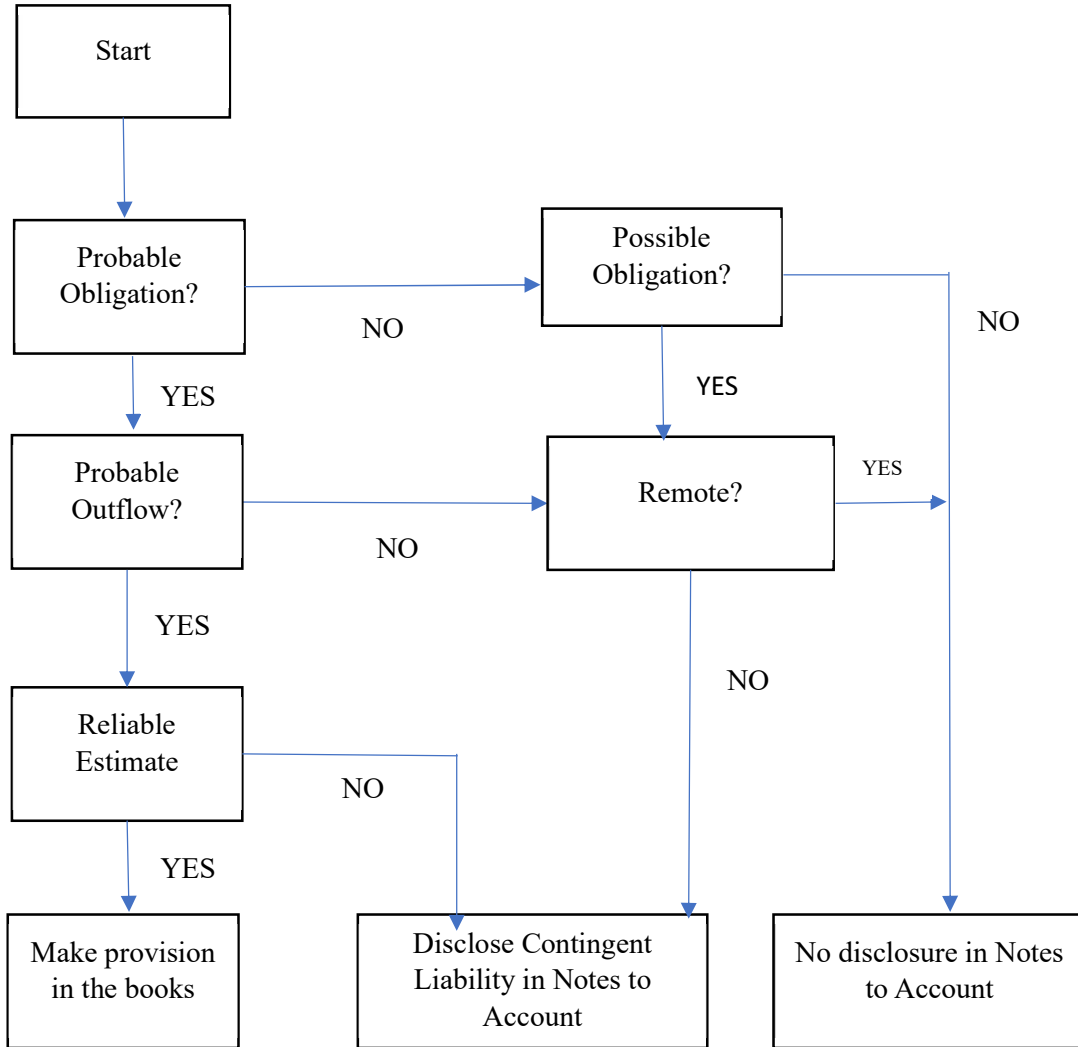 Start
Probable
Obligation?
Possible
Obligation?
NO
NO
YES
YES
Probable
Outflow?
Remote?
YES
NO
YES
NO
Reliable
Estimate
NO
YES
Make provision
in the books
Disclose Contingent
Liability in Notes to
Account
No disclosure in Notes
to Account